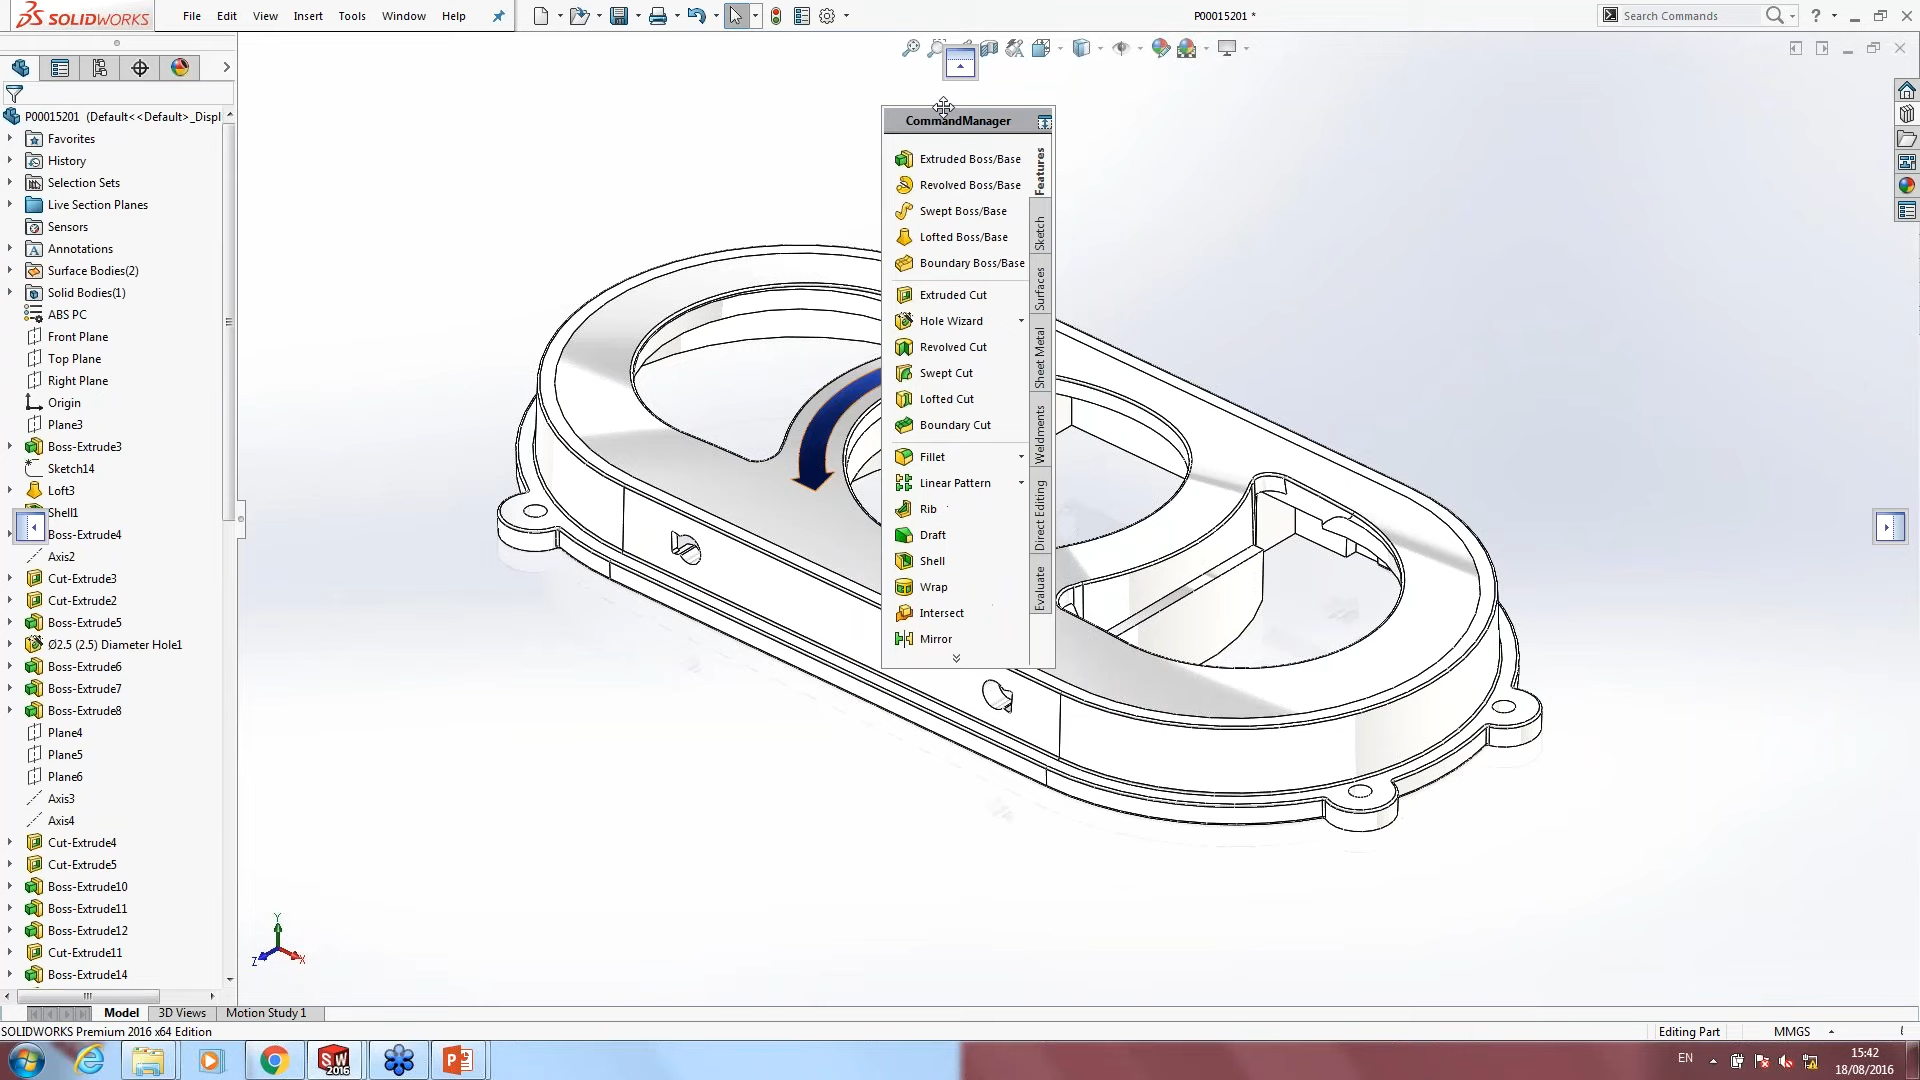 SOLIDWORKS
File Edit View Insert Tools Window Help
P00015201 *
Search Commands
?
P00015201 (Default<<Default>_Displ
Favorites
History
Selection Sets
Live Section Planes
Sensors
Annotations
Surface Bodies(2)
Solid Bodies(1)
ABS PC
Front Plane
Top Plane
Right Plane
Origin
Plane3
Boss-Extrude3
Sketch14
Loft3
Shell1
Boss-Extrude4
Axis2
Cut-Extrude3
Cut-Extrude2
Boss-Extrude5
Ø2.5 (2.5) Diameter Hole1
Boss-Extrude6
Boss-Extrude7
Boss-Extrude8
Plane4
Plane5
Plane6
Axis3
Axis4
Cut-Extrude4
Cut-Extrude5
Boss-Extrude10
Boss-Extrude11
Boss-Extrude12
Cut-Extrude11
Boss-Extrude14
CommandManager
Extruded Boss/Base
Revolved Boss/Base
Swept Boss/Base
Lofted Boss/Base
Boundary Boss/Base
Extruded Cut
Hole Wizard
Revolved Cut
Swept Cut
Lofted Cut
Boundary Cut
Fillet
Linear Pattern
Rib
Draft
Shell
Wrap
Intersect
Mirror
Features
Sketch
Surfaces
Sheet Metal
Weldments
Direct Editing
Evaluate
Y
Z
X
Model 3D Views Motion Study 1
SOLIDWORKS Premium 2016 x64 Edition
Editing Part MMGS
SW
2016
EN
15:42
18/08/2016